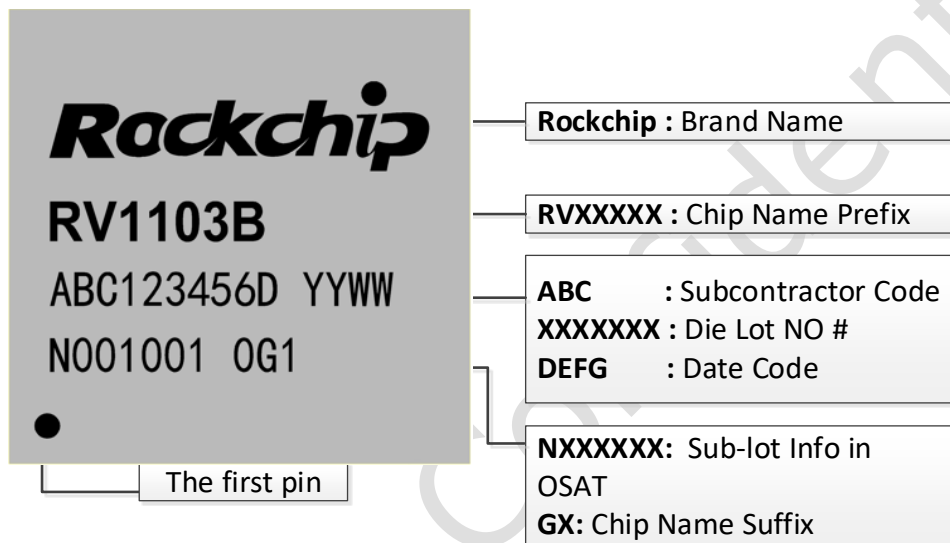 Rockchip
RV1103B
ABC123456D YYWW
N001001 0G1
The first pin
Rockchip : Brand Name
RVXXXXX : Chip Name Prefix
ABC : Subcontractor Code
XXXXXXX : Die Lot NO #
DEFG : Date Code
NXXXXXX: Sub-lot Info in
OSAT
GX: Chip Name Suffix
Confident